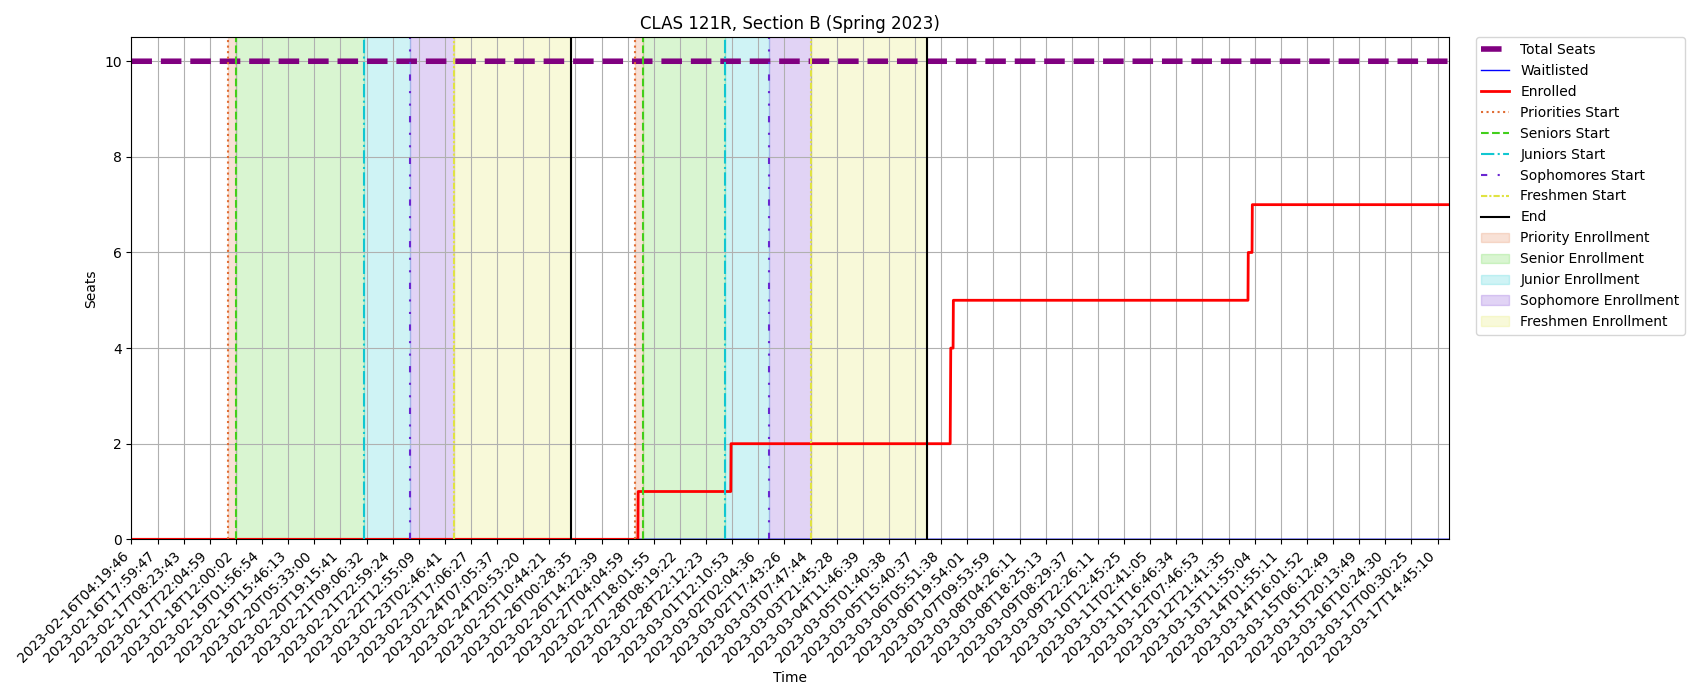 CLAS 121R, Section B (Spring 2023)
Total Seats
Waitlisted
Enrolled
Priorities Start
Seniors Start
Juniors Start
Sophomores Start
Freshmen Start
End
Priority Enrollment
Senior Enrollment
Junior Enrollment
Sophomore Enrollment
Freshmen Enrollment
10
8
6
4
2
0
Seats
2023-02-16T04:19:46
2023-02-16T17:59:47
2023-02-17T08:23:43
2023-02-17T22:04:59
2023-02-18T12:00:02
2023-02-19T01:56:54
2023-02-19T15:46:13
2023-02-20T05:33:00
2023-02-20T19:15:41
2023-02-21T09:06:32
2023-02-21T22:59:24
2023-02-22T12:55:09
2023-02-23T02:46:41
2023-02-23T17:06:27
2023-02-24T07:05:37
2023-02-24T20:53:20
2023-02-25T10:44:21
2023-02-26T00:28:35
2023-02-26T14:22:39
2023-02-27T04:04:59
2023-02-27T18:01:55
2023-02-28T08:19:22
2023-02-28T22:12:23
2023-03-01T12:10:53
2023-03-02T02:04:36
2023-03-02T17:43:26
2023-03-03T07:47:44
2023-03-03T21:45:28
2023-03-04T11:46:39
2023-03-05T01:40:38
2023-03-05T15:40:37
2023-03-06T05:51:38
2023-03-06T19:54:01
2023-03-07T09:53:59
2023-03-08T04:26:11
2023-03-08T18:25:13
2023-03-09T08:29:37
2023-03-09T22:26:11
2023-03-10T12:45:25
2023-03-11T02:41:05
2023-03-11T16:46:34
2023-03-12T07:46:53
2023-03-12T21:41:35
2023-03-13T11:55:04
2023-03-14T01:55:11
2023-03-14T16:01:52
2023-03-15T06:12:49
2023-03-15T20:13:49
2023-03-16T10:24:30
2023-03-17T00:30:25
2023-03-17T14:45:10
Time